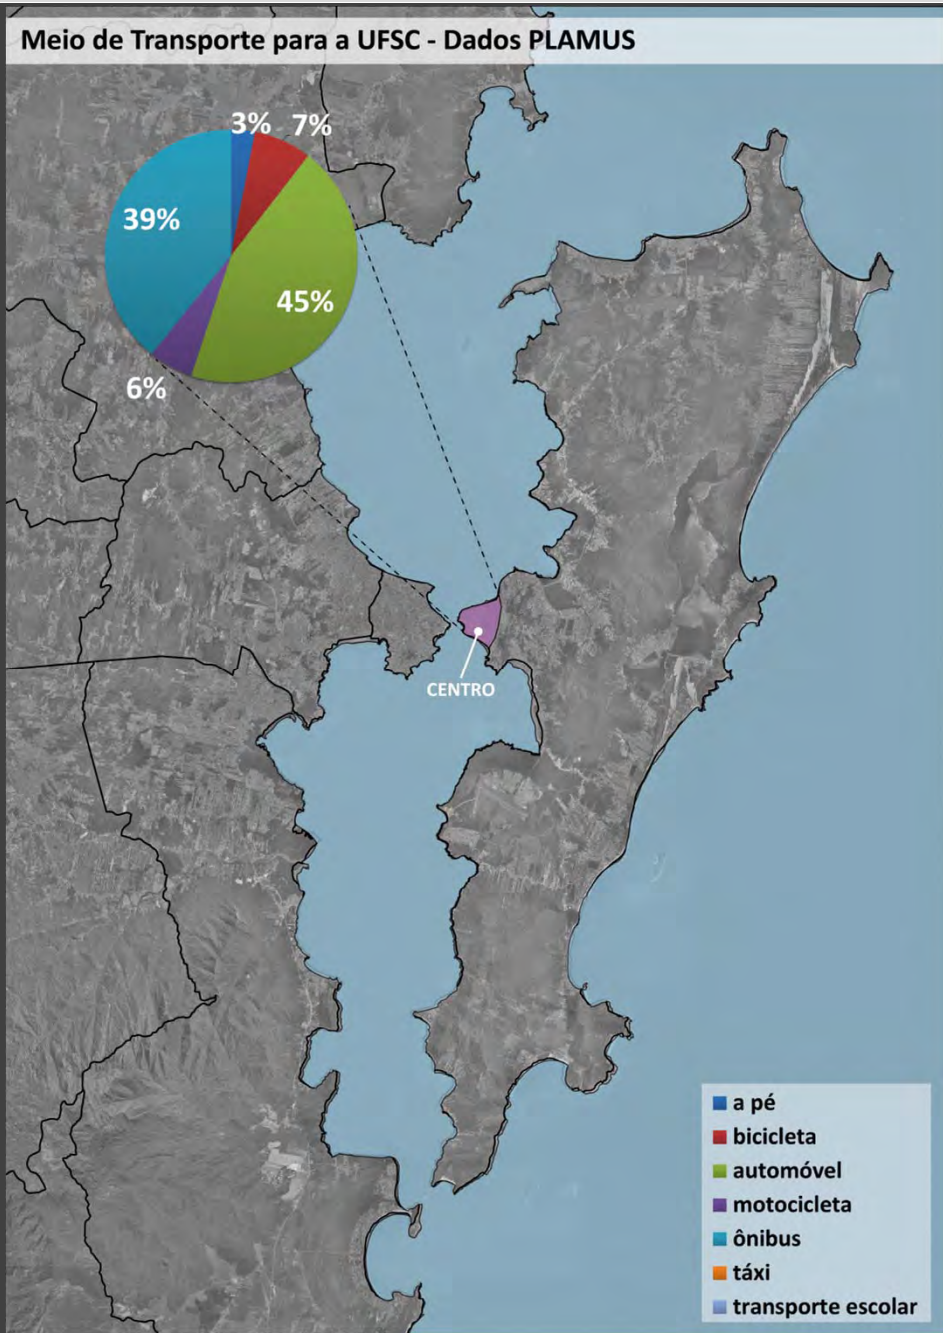 Meio de Transporte para a UFSC - Dados PLAMUS
3% 7%
39%
45%
6%
CENTRO
a pé
bicicleta
automóvel
motocicleta
ônibus
táxi
transporte escolar